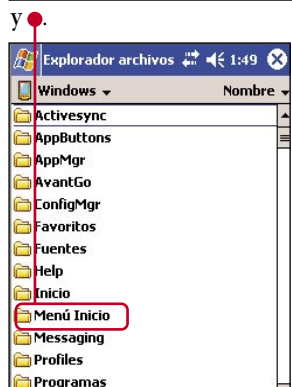 y .
Explorador archivos 1:49
Windows Nombre
Activesync
AppButtons
AppMgr
AvantGo
ConfigMgr
Favoritos
Fuentes
Help
Inicio
Menú Inicio
Messaging
Profiles
Programas